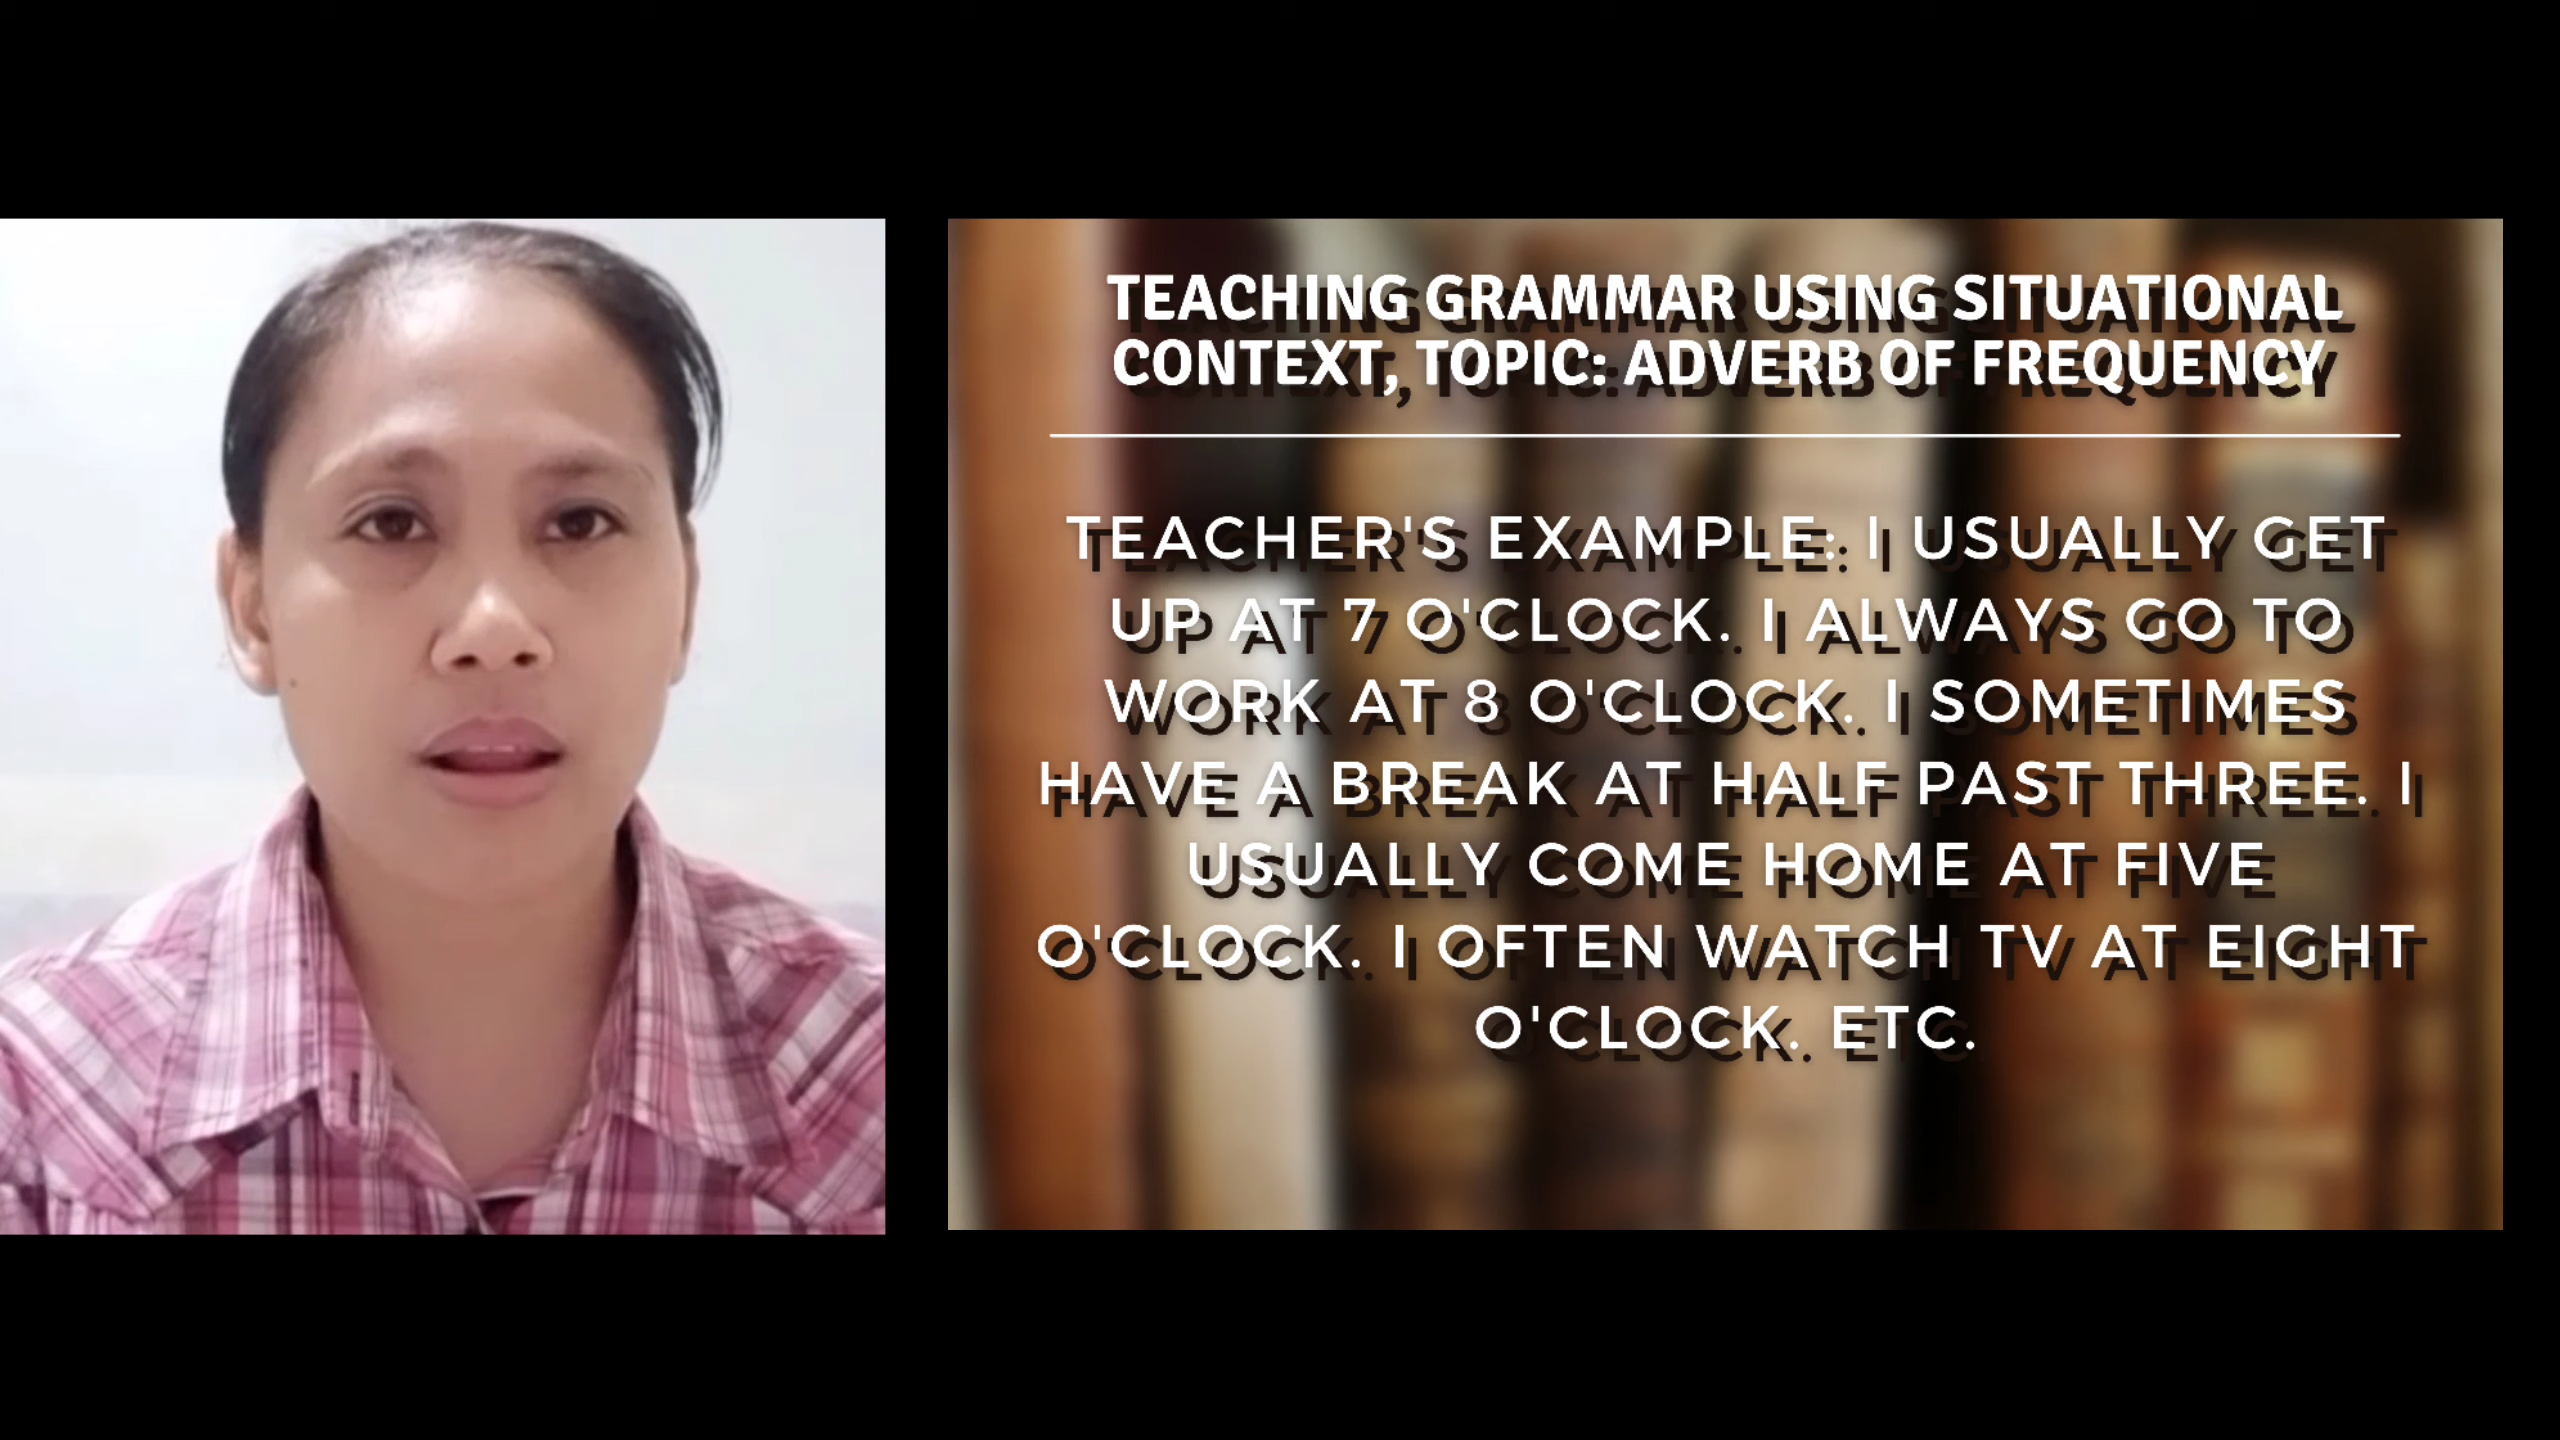 TEACHING GRAMMAR USING SITUATIONAL
CONTEXT, TOPIC: ADVERB OF FREQUENCY
TEACHER'S EXAMPLE: I USUALLY GET
UP AT 7 O'CLOCK. I ALWAYS GO TO
WORK AT 8 O'CLOCK. I SOMETIMES
HAVE A BREAK AT HALF PAST THREE. I
USUALLY COME HOME AT FIVE
O'CLOCK. I OFTEN WATCH TV AT EIGHT
O'CLOCK. ETC.